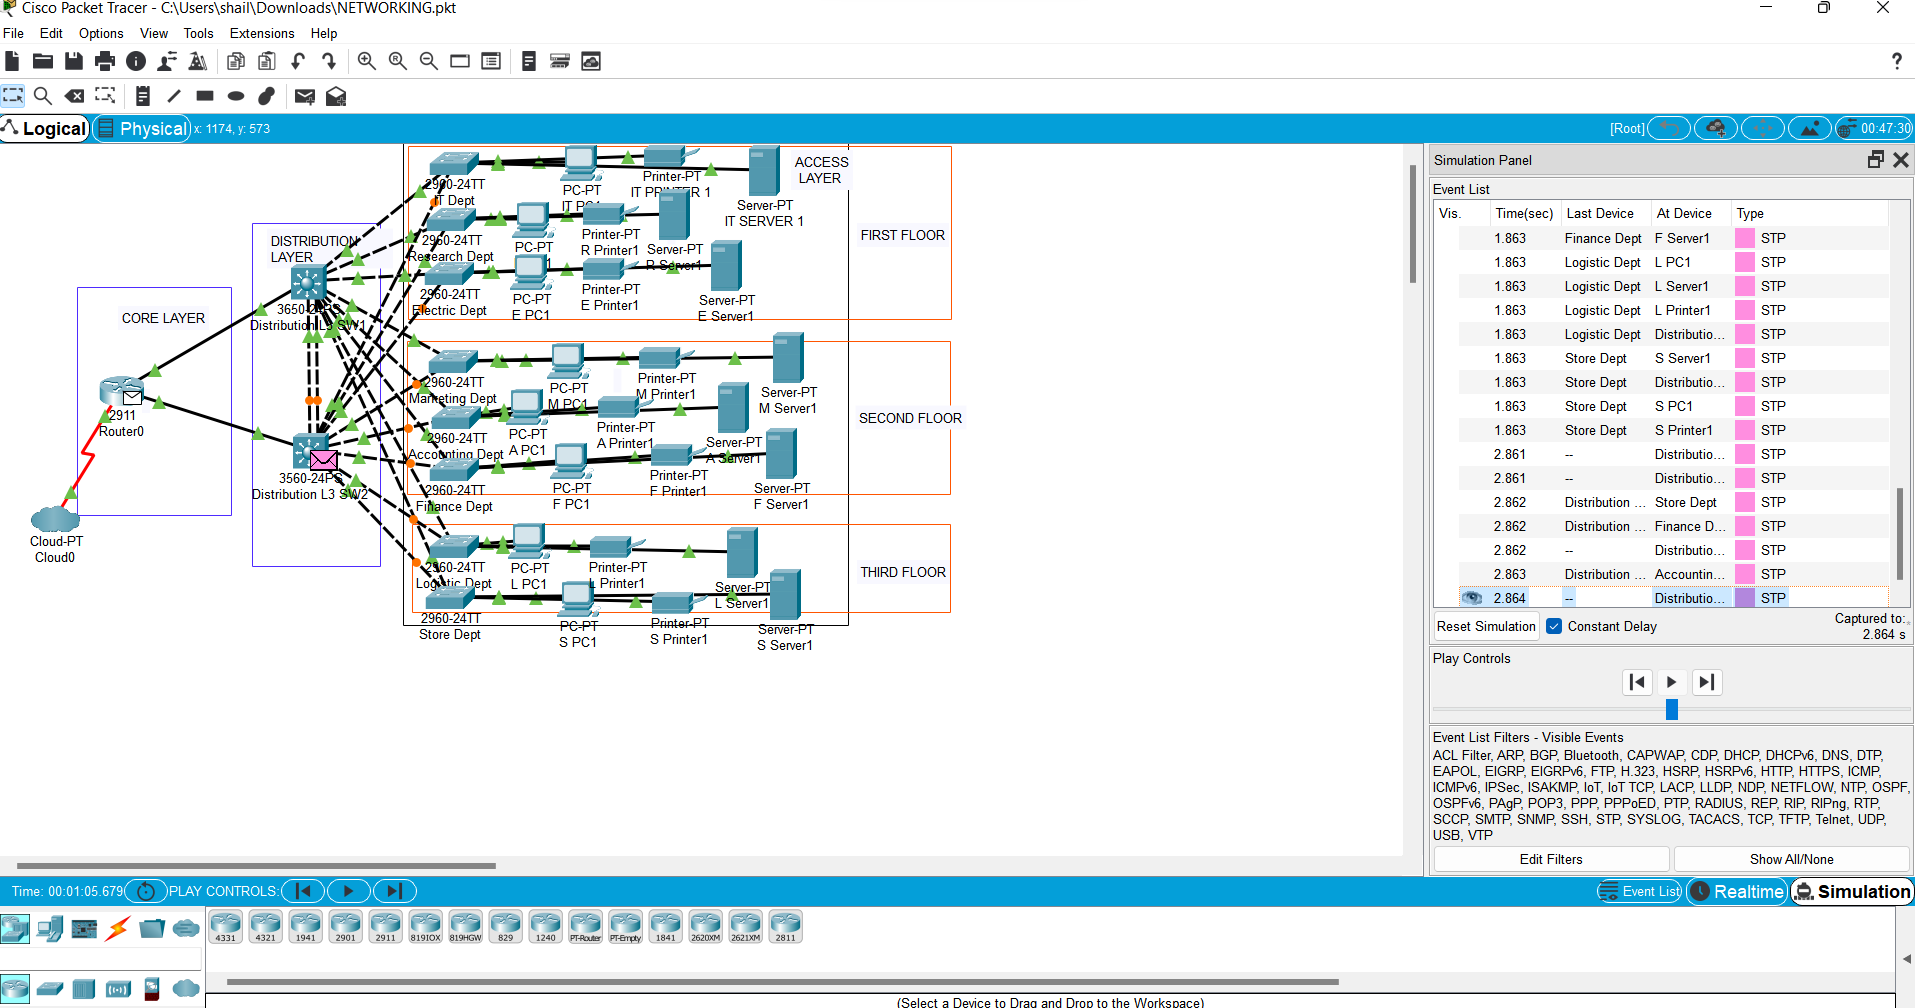 Cisco Packet Tracer - C:\Users\shail\Downloads\NETWORKING.pkt
File Edit Options View Tools Extensions Help
Logical Physical x: 1174, y: 573 [Root] 00:47:30
ACCESS
LAYER
FIRST FLOOR
2960-24TT
IT Dept
PC-PT
Printer-PT
IT PRINTER 1
Server-PT
IT SERVER 1
2960-24TT
Research Dept
PC-PT
Printer-PT
R Printer1
Server-PT
R Server1
2960-24TT
Electric Dept
PC-PT
E PC1
Printer-PT
E Printer1
Server-PT
E Server1
DISTRIBUTION
LAYER
3650-24PS
Distribution L3 SW1
3560-24PS
Distribution L3 SW2
CORE LAYER
2911
Router0
Cloud-PT
Cloud0
SECOND FLOOR
2960-24TT
Marketing Dept
PC-PT
M PC1
Printer-PT
M Printer1
Server-PT
M Server1
2960-24TT
Accounting Dept
PC-PT
A PC1
Printer-PT
A Printer1
Server-PT
A Server1
2960-24TT
Finance Dept
PC-PT
F PC1
Printer-PT
F Printer1
Server-PT
F Server1
THIRD FLOOR
2960-24TT
Logistic Dept
PC-PT
L PC1
Printer-PT
L Printer1
Server-PT
L Server1
2960-24TT
Store Dept
PC-PT
S PC1
Printer-PT
S Printer1
Server-PT
S Server1
Simulation Panel
Event List
Vis. Time(sec) Last Device At Device Type
1.863 Finance Dept F Server1 STP
1.863 Logistic Dept L PC1 STP
1.863 Logistic Dept L Server1 STP
1.863 Logistic Dept L Printer1 STP
1.863 Logistic Dept Distributio... STP
1.863 Store Dept S Server1 STP
1.863 Store Dept Distributio... STP
1.863 Store Dept S PC1 STP
1.863 Store Dept S Printer1 STP
2.861 -- Distributio... STP
2.861 -- Distributio... STP
2.862 Distribution ... Store Dept STP
2.862 Distribution ... Finance D... STP
2.862 -- Distributio... STP
2.863 Distribution ... Accountin... STP
2.864 -- Distributio... STP
Reset Simulation Constant Delay Captured to:
2.864 s
Play Controls
Event List Filters - Visible Events
ACL Filter, ARP, BGP, Bluetooth, CAPWAP, CDP, DHCP, DHCPv6, DNS, DTP,
EAPOL, EIGRP, EIGRPv6, FTP, H.323, HSRP, HSRPv6, HTTP, HTTPS, ICMP,
ICMPv6, IPSec, ISAKMP, IoT, IoT TCP, LACP, LLDP, NDP, NETFLOW, NTP, OSPF,
OSPFv6, PAgP, POP3, PPP, PPPoED, PTP, RADIUS, REP, RIP, RIPng, RTP,
SCCP, SMTP, SNMP, SSH, STP, SYSLOG, TACACS, TCP, TFTP, Telnet, UDP,
USB, VTP
Edit Filters Show All/None
Time: 00:01:05.679 PLAY CONTROLS: Event List Realtime Simulation
4331 4321 1941 2901 2911 819IOX 819HGW 829 1240 PT-Router PT-Empty 1841 2620XM 2621XM 2811
(Select a Device to Drag and Drop to the Workspace)